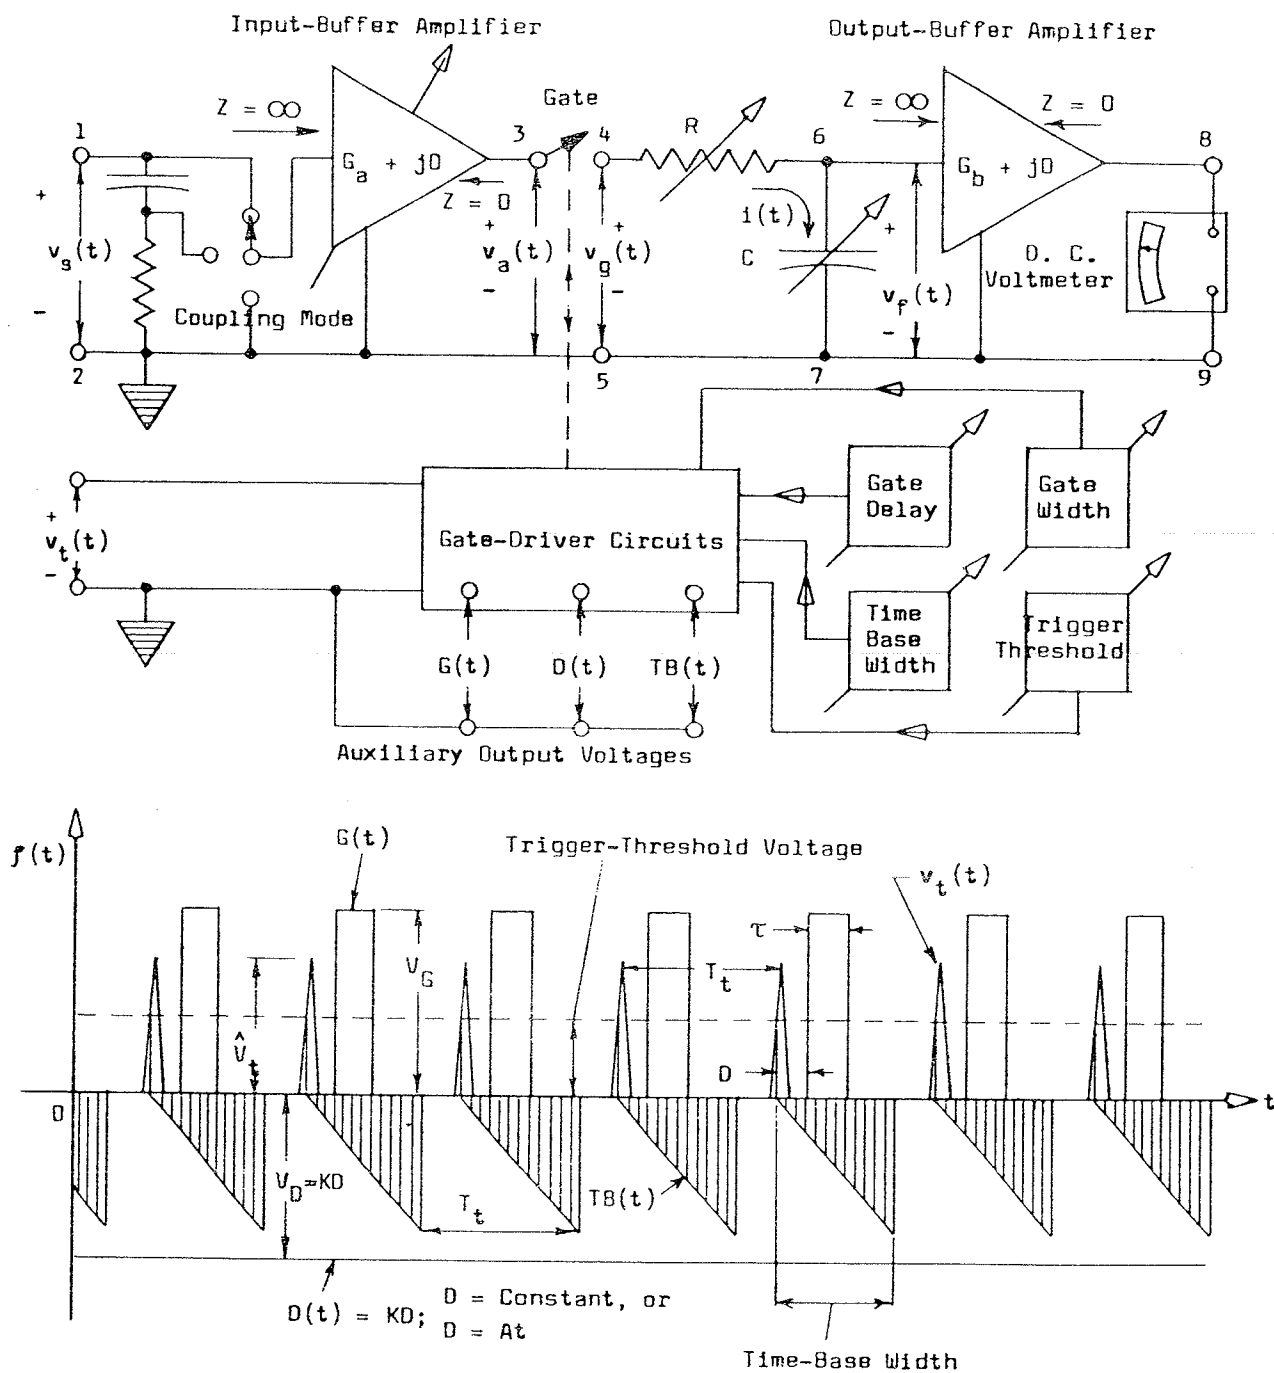 Input-Buffer Amplifier
Output-Buffer Amplifier
Z = ∞
Gate
Z = ∞
Z = 0
1
3
4
R
6
8
G_a + j0
G_b + j0
Z = 0
+
v_s(t)
−
+
v_a(t)
−
+
v_g(t)
−
i(t)
C
+
v_f(t)
−
D. C.
Voltmeter
Coupling Mode
2
5
7
9
+
v_t(t)
−
Gate-Driver Circuits
Gate
Delay
Gate
Width
Time
Base
Width
Trigger
Threshold
G(t)
D(t)
TB(t)
Auxiliary Output Voltages
f(t)
G(t)
Trigger-Threshold Voltage
v_t(t)
τ
V_G
T_t
V̂_t
D
0
t
V_D=KD
T_t
TB(t)
D(t) = KD;
D = Constant, or
D = At
Time-Base Width